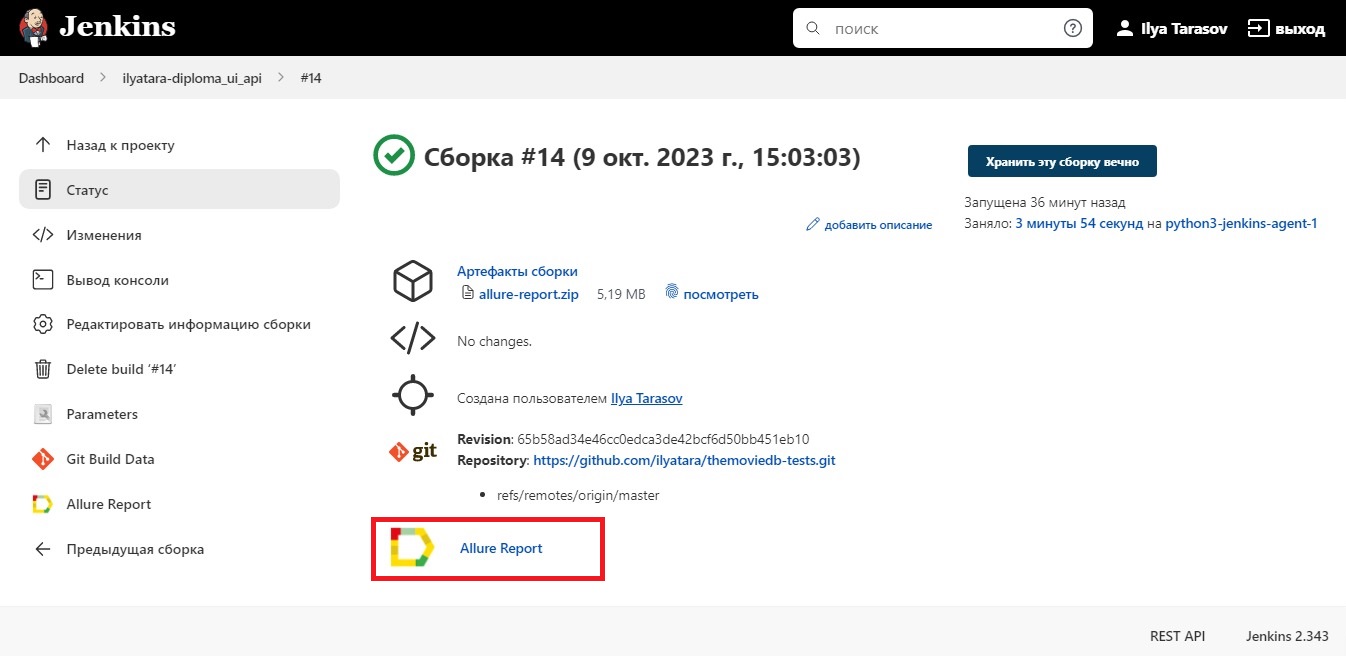 Jenkins
поиск
Ilya Tarasov
выход
Dashboard
ilyatara-diploma_ui_api
#14
Назад к проекту
Статус
Изменения
Вывод консоли
Редактировать информацию сборки
Delete build ‘#14’
Parameters
Git Build Data
Allure Report
Предыдущая сборка
Сборка #14 (9 окт. 2023 г., 15:03:03)
Хранить эту сборку вечно
Запущена 36 минут назад
Заняло: 3 минуты 54 секунд на python3-jenkins-agent-1
добавить описание
Артефакты сборки
allure-report.zip 5,19 MB посмотреть
No changes.
Создана пользователем Ilya Tarasov
git
Revision: 65b58ad34e46cc0edca3de42bcf6d50bb451eb10
Repository: https://github.com/ilyatara/themoviedb-tests.git
refs/remotes/origin/master
Allure Report
REST API
Jenkins 2.343